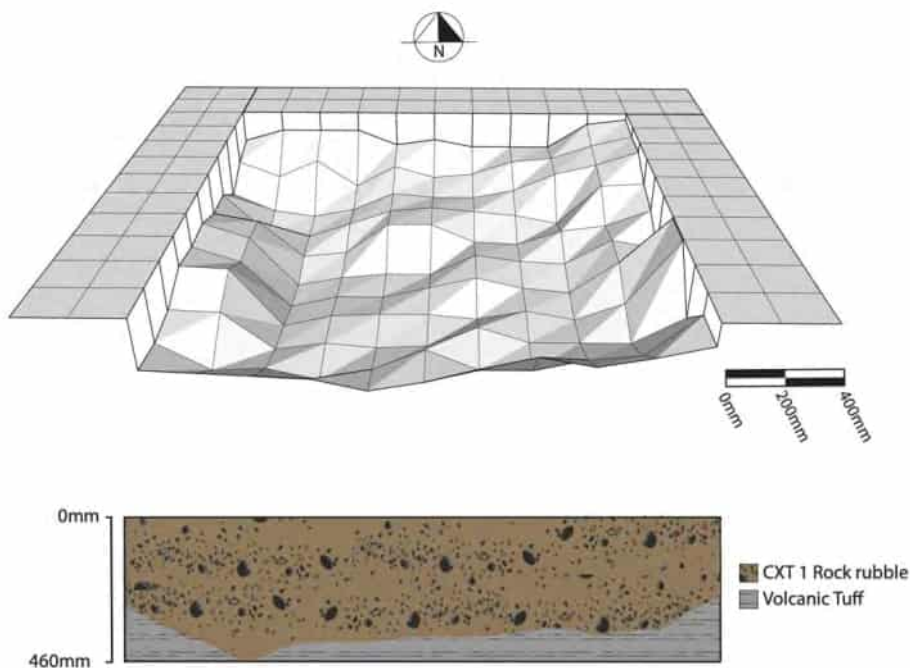 N
0mm
200mm
400mm
0mm
CXT 1 Rock rubble
Volcanic Tuff
460mm